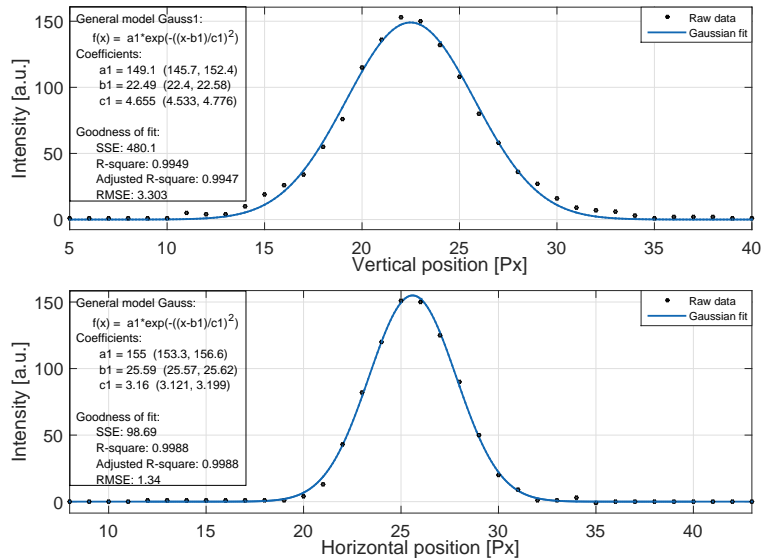 General model Gauss1:
f(x) = a1*exp(-((x-b1)/c1)^2)
Coefficients:
a1 = 149.1 (145.7, 152.4)
b1 = 22.49 (22.4, 22.58)
c1 = 4.655 (4.533, 4.776)
Goodness of fit:
SSE: 480.1
R-square: 0.9949
Adjusted R-square: 0.9947
RMSE: 3.303
Raw data
Gaussian fit
Intensity [a.u.]
150
100
50
0
5 10 15 20 25 30 35 40
Vertical position [Px]
General model Gauss:
f(x) = a1*exp(-((x-b1)/c1)^2)
Coefficients:
a1 = 155 (153.3, 156.6)
b1 = 25.59 (25.57, 25.62)
c1 = 3.16 (3.121, 3.199)
Goodness of fit:
SSE: 98.69
R-square: 0.9988
Adjusted R-square: 0.9988
RMSE: 1.34
Raw data
Gaussian fit
Intensity [a.u.]
150
100
50
0
10 15 20 25 30 35 40
Horizontal position [Px]